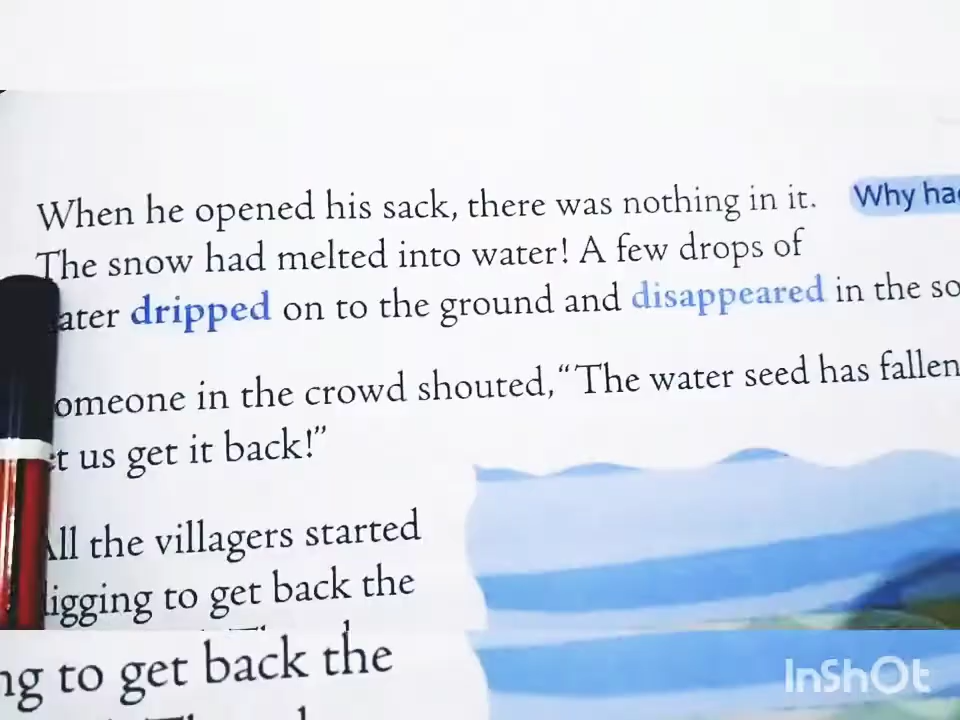 When he opened his sack, there was nothing in it.
Why had
The snow had melted into water! A few drops of
ater dripped on to the ground and disappeared in the so
omeone in the crowd shouted, “The water seed has fallen
t us get it back!”
All the villagers started
igging to get back the
ng to get back the
InShOt